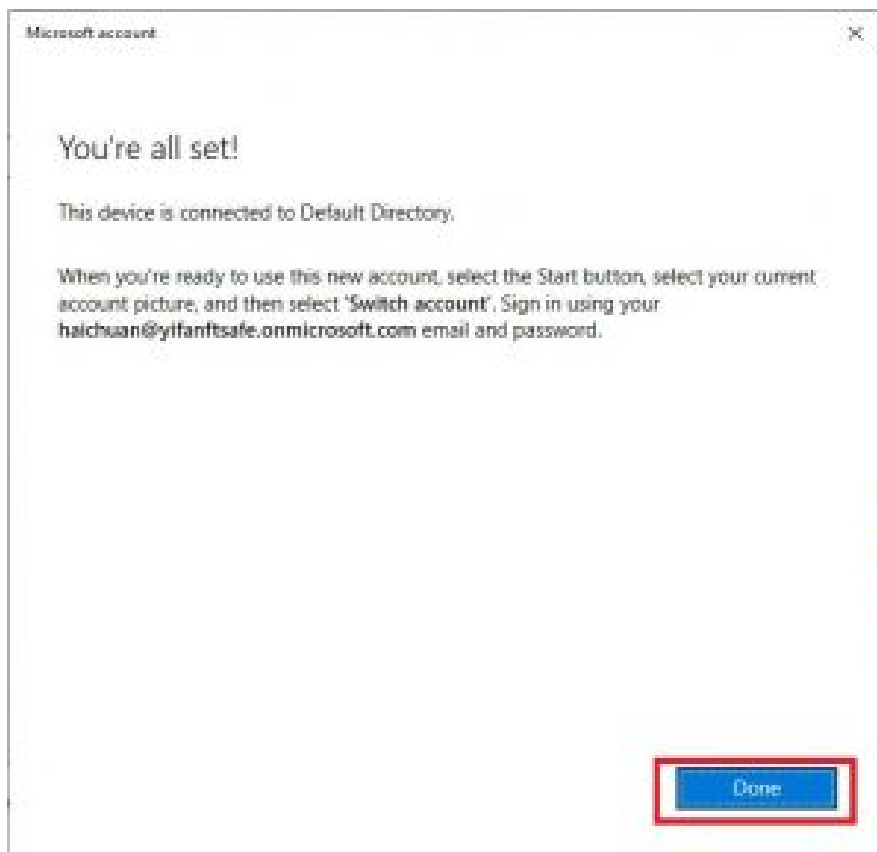 Microsoft account
You're all set!
This device is connected to Default Directory.
When you're ready to use this new account, select the Start button, select your current
account picture, and then select 'Switch account'. Sign in using your
haichuan@yifanftsafe.onmicrosoft.com email and password.
Done